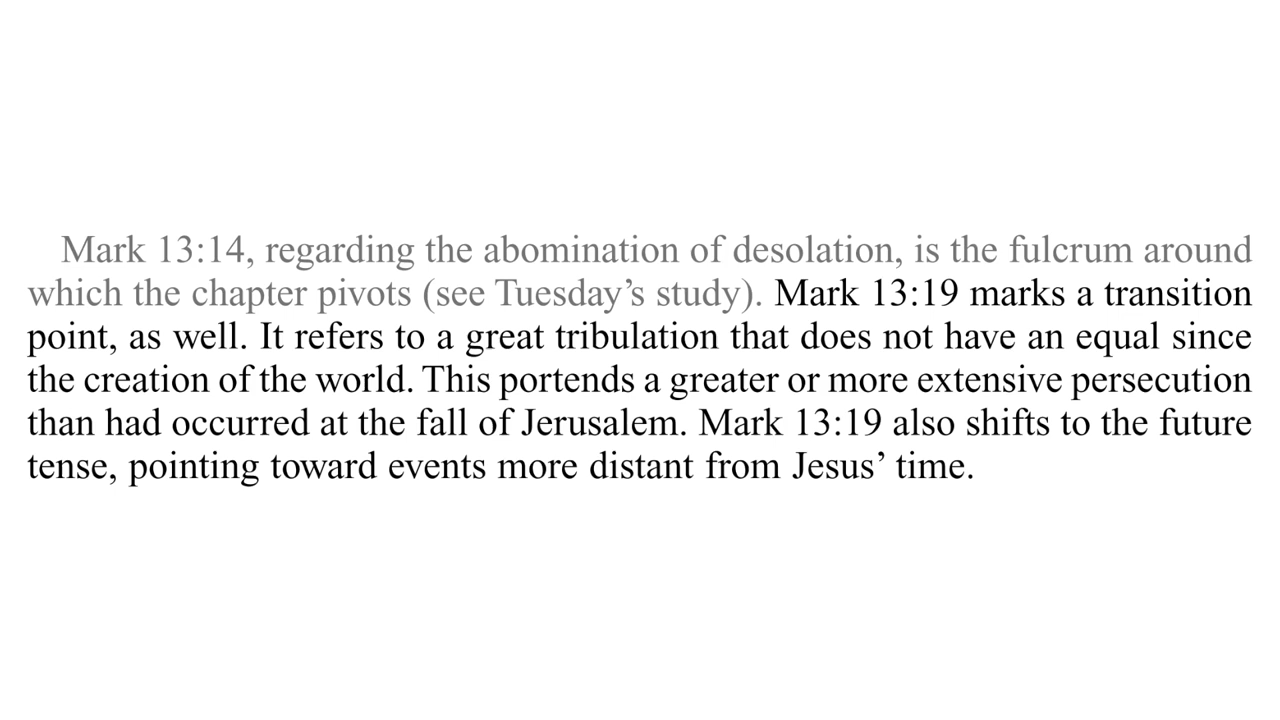 Mark 13:14, regarding the abomination of desolation, is the fulcrum around
which the chapter pivots (see Tuesday’s study). Mark 13:19 marks a transition
point, as well. It refers to a great tribulation that does not have an equal since
the creation of the world. This portends a greater or more extensive persecution
than had occurred at the fall of Jerusalem. Mark 13:19 also shifts to the future
tense, pointing toward events more distant from Jesus’ time.